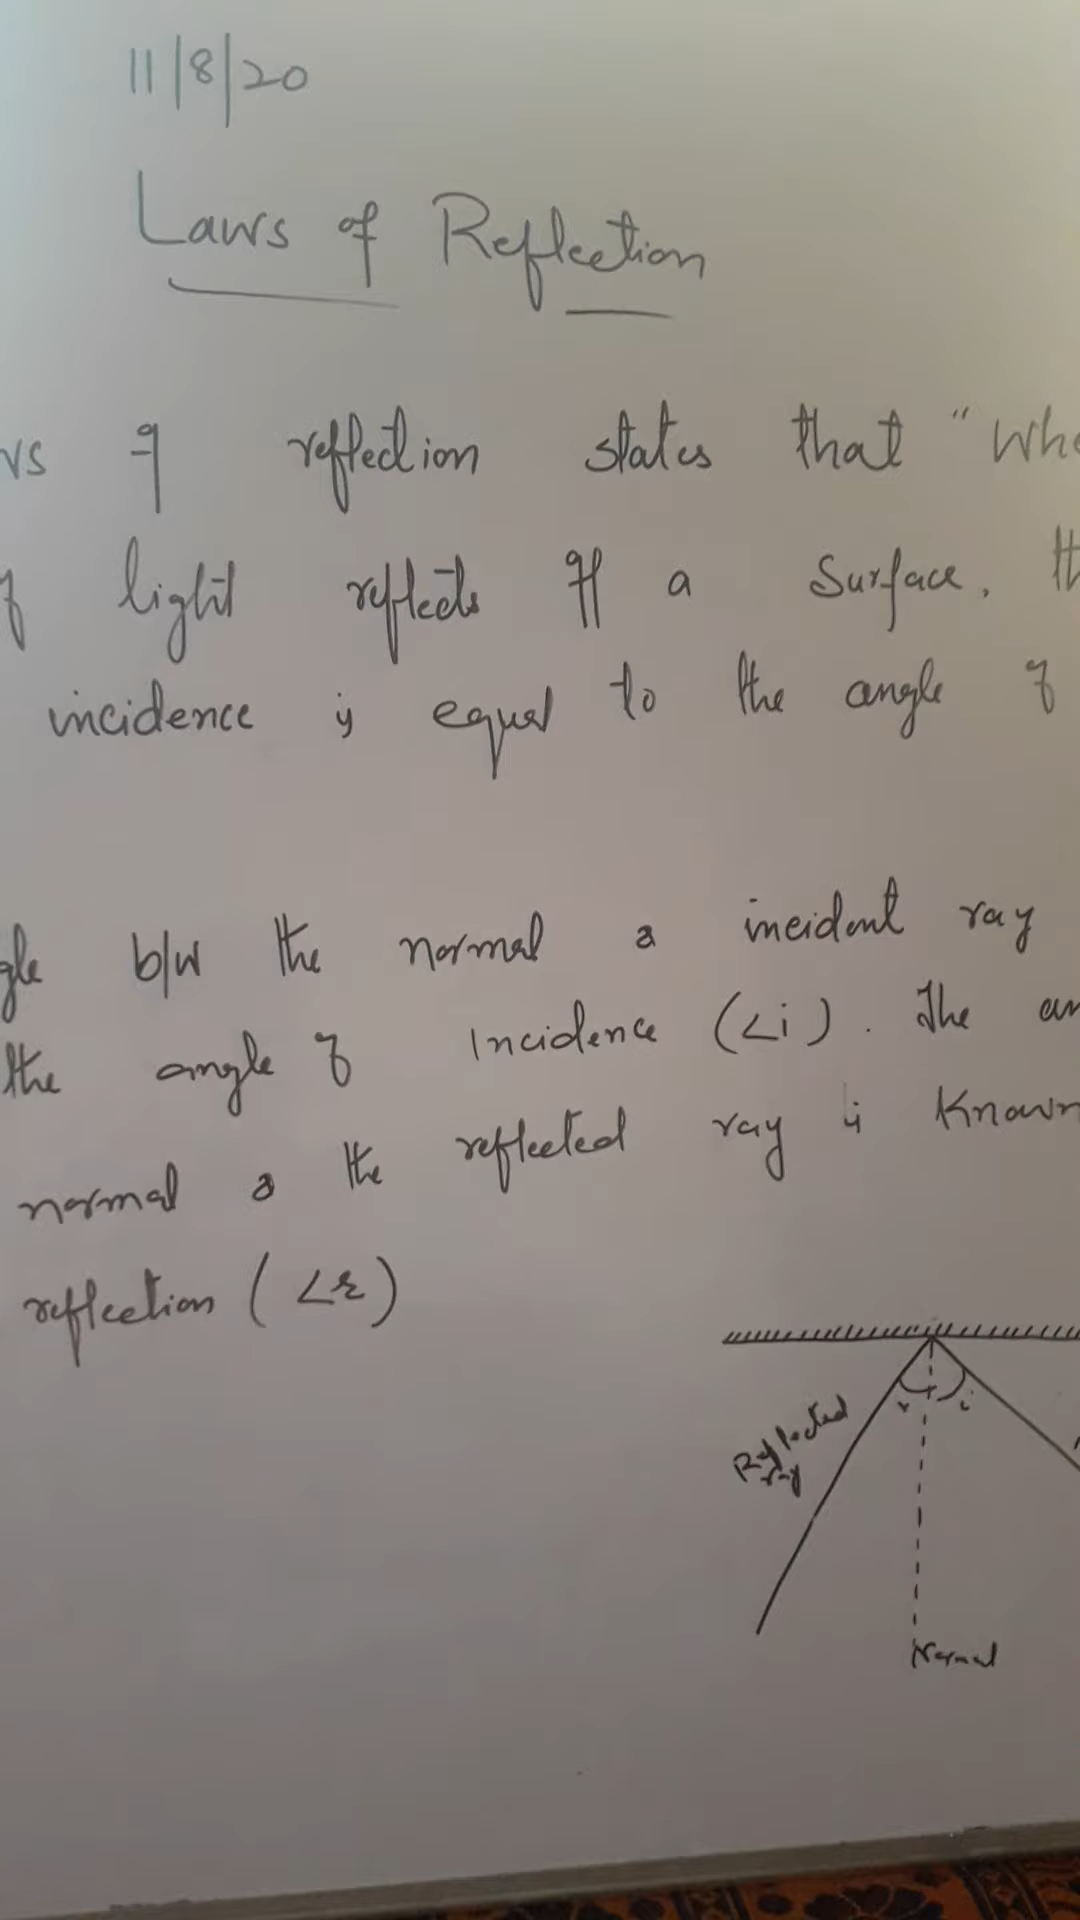 11/8/20
Laws of Reflection
ws of reflection states that "Whe
of light reflects off a Surface, th
incidence is equal to the angle of
gle b/w the normal & incident ray
the angle of Incidence (∠i). The an
normal & the reflected ray is Known
reflection (∠r)
r i
Reflected
ray
Normal